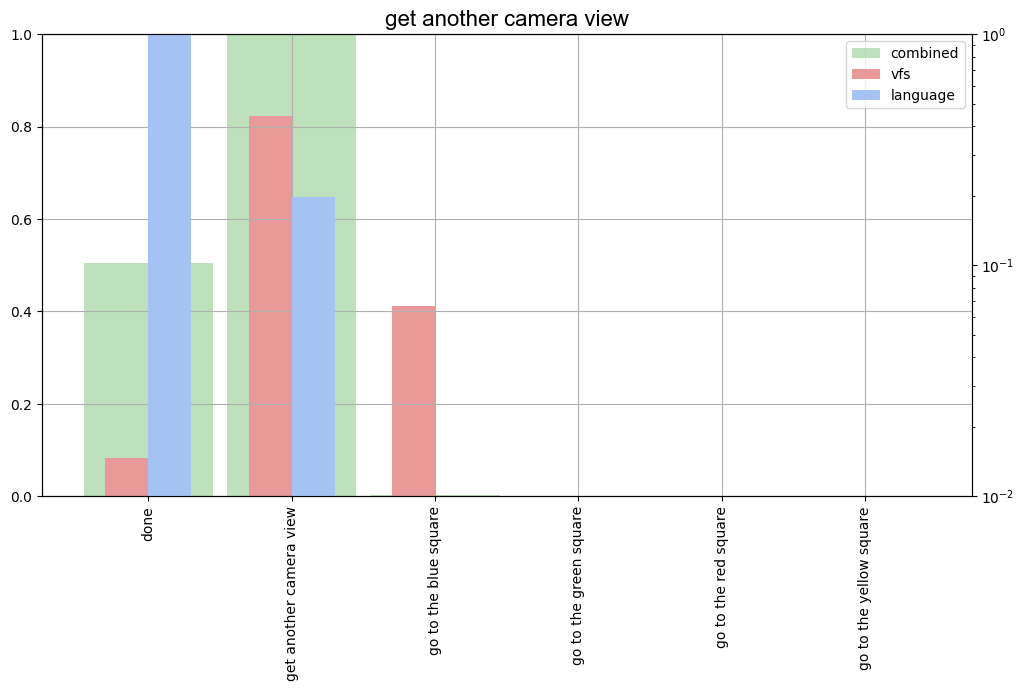 get another camera view
1.0
0.8
0.6
0.4
0.2
0.0
10^0
10^-1
10^-2
combined
vfs
language
done
get another camera view
go to the blue square
go to the green square
go to the red square
go to the yellow square